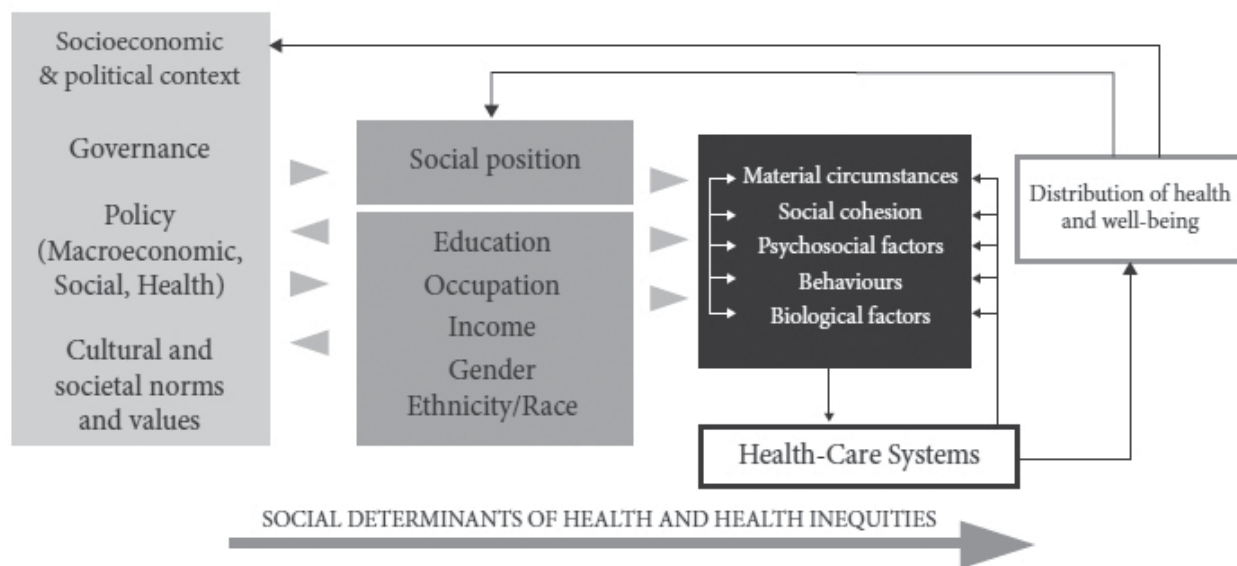 Socioeconomic
& political context
Governance
Policy
(Macroeconomic,
Social, Health)
Cultural and
societal norms
and values
Social position
Education
Occupation
Income
Gender
Ethnicity/Race
Material circumstances
Social cohesion
Psychosocial factors
Behaviours
Biological factors
Distribution of health
and well-being
Health-Care Systems
SOCIAL DETERMINANTS OF HEALTH AND HEALTH INEQUITIES